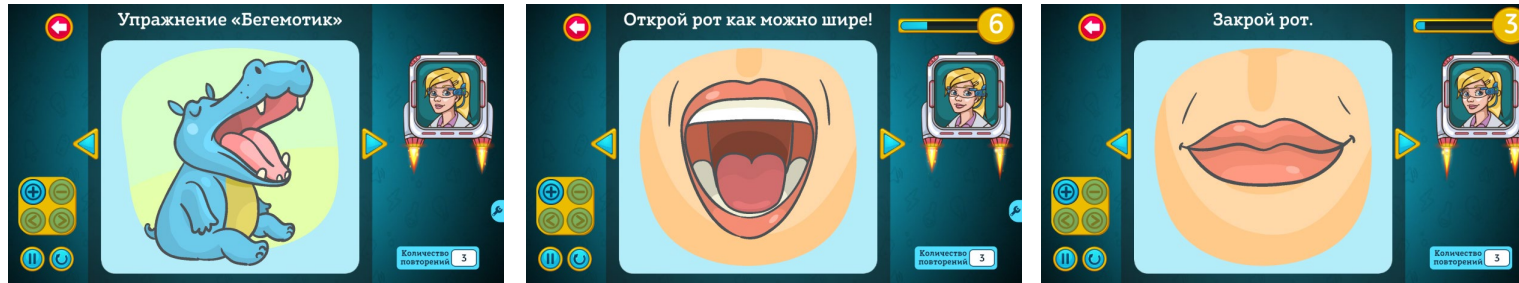 Упражнение «Бегемотик»
Количество
повторений 3
Открой рот как можно шире!
6
Количество
повторений 3
Закрой рот.
3
Количество
повторений 3